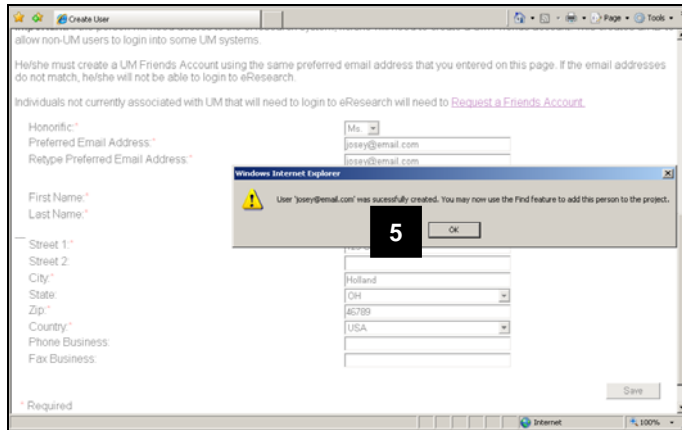 Create User
Page
Tools
allow non-UM users to login into some UM systems.
He/she must create a UM Friends Account using the same preferred email address that you entered on this page. If the email addresses
do not match, he/she will not be able to login to eResearch.
Individuals not currently associated with UM that will need to login to eResearch will need to Request a Friends Account.
Honorific:* Ms.
Preferred Email Address:* josey@email.com
Retype Preferred Email Address:* josey@email.com
Windows Internet Explorer
User 'josey@email.com' was sucessfully created. You may now use the Find feature to add this person to the project.
First Name:*
Last Name:*
5
OK
Street 1:*
Street 2:
City:* Holland
State: OH
Zip:* 46789
Country:* USA
Phone Business:
Fax Business:
Save
* Required
Internet 100%